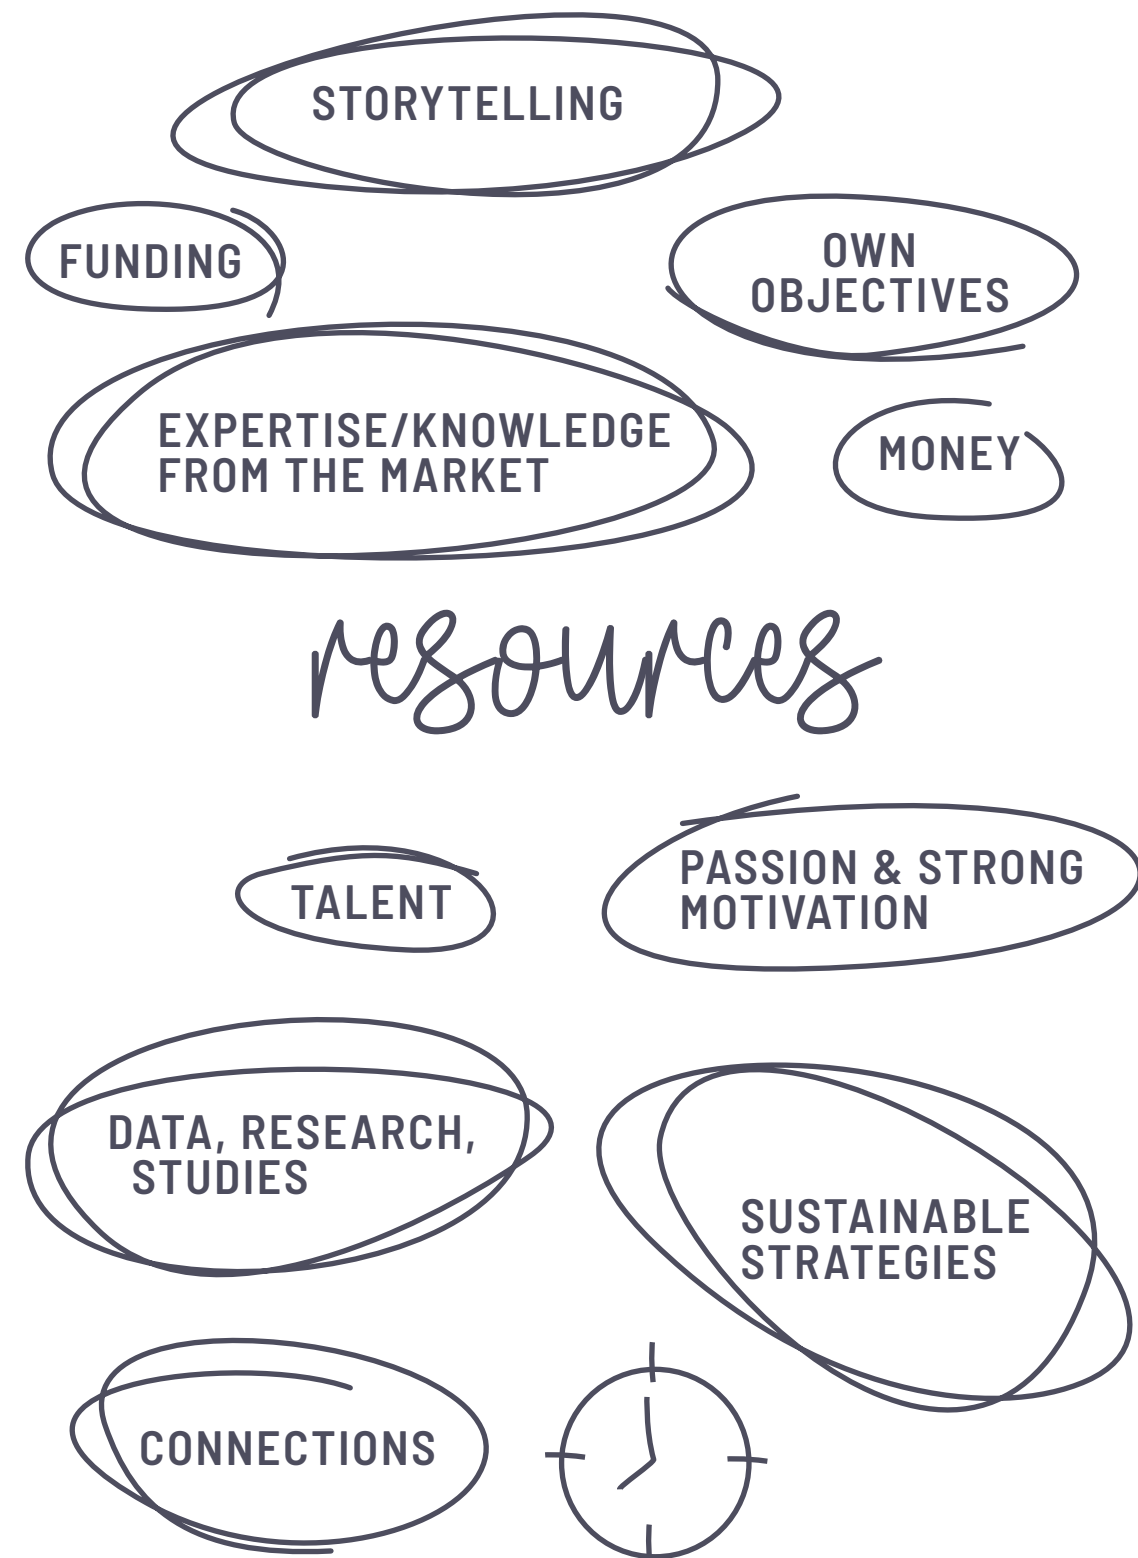 STORYTELLING
FUNDING
OWN
OBJECTIVES
EXPERTISE/KNOWLEDGE
FROM THE MARKET
MONEY
resources
TALENT
PASSION & STRONG
MOTIVATION
DATA, RESEARCH,
STUDIES
SUSTAINABLE
STRATEGIES
CONNECTIONS